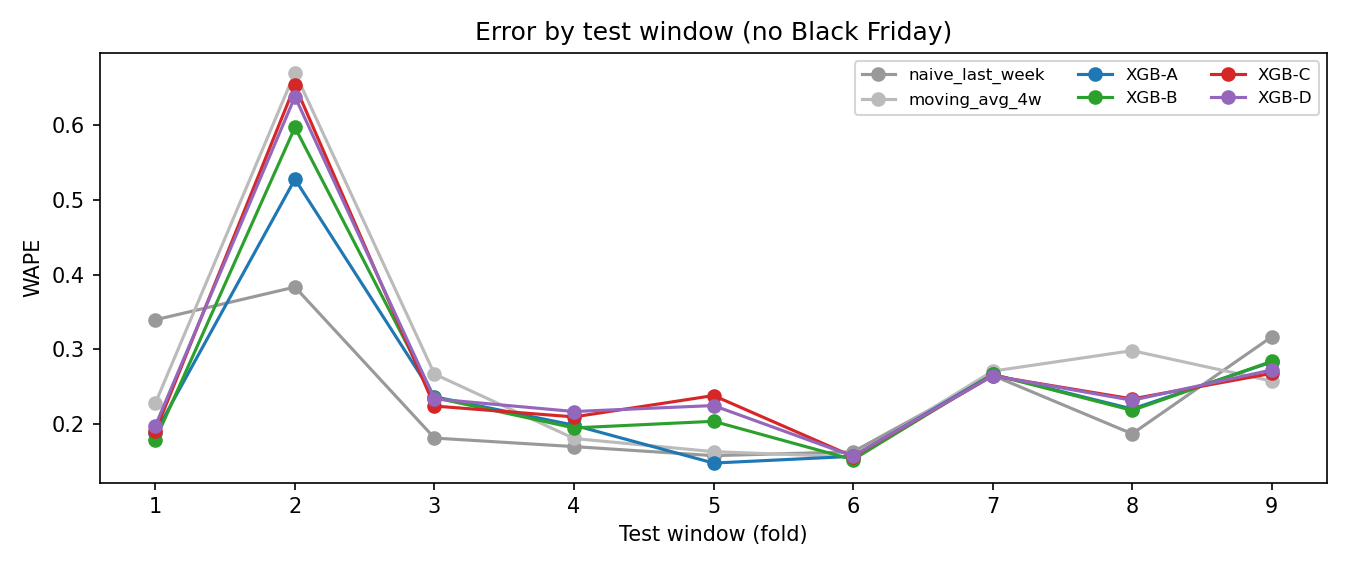 Error by test window (no Black Friday)
naive_last_week
moving_avg_4w
XGB-A
XGB-B
XGB-C
XGB-D
WAPE
0.6
0.5
0.4
0.3
0.2
1 2 3 4 5 6 7 8 9
Test window (fold)